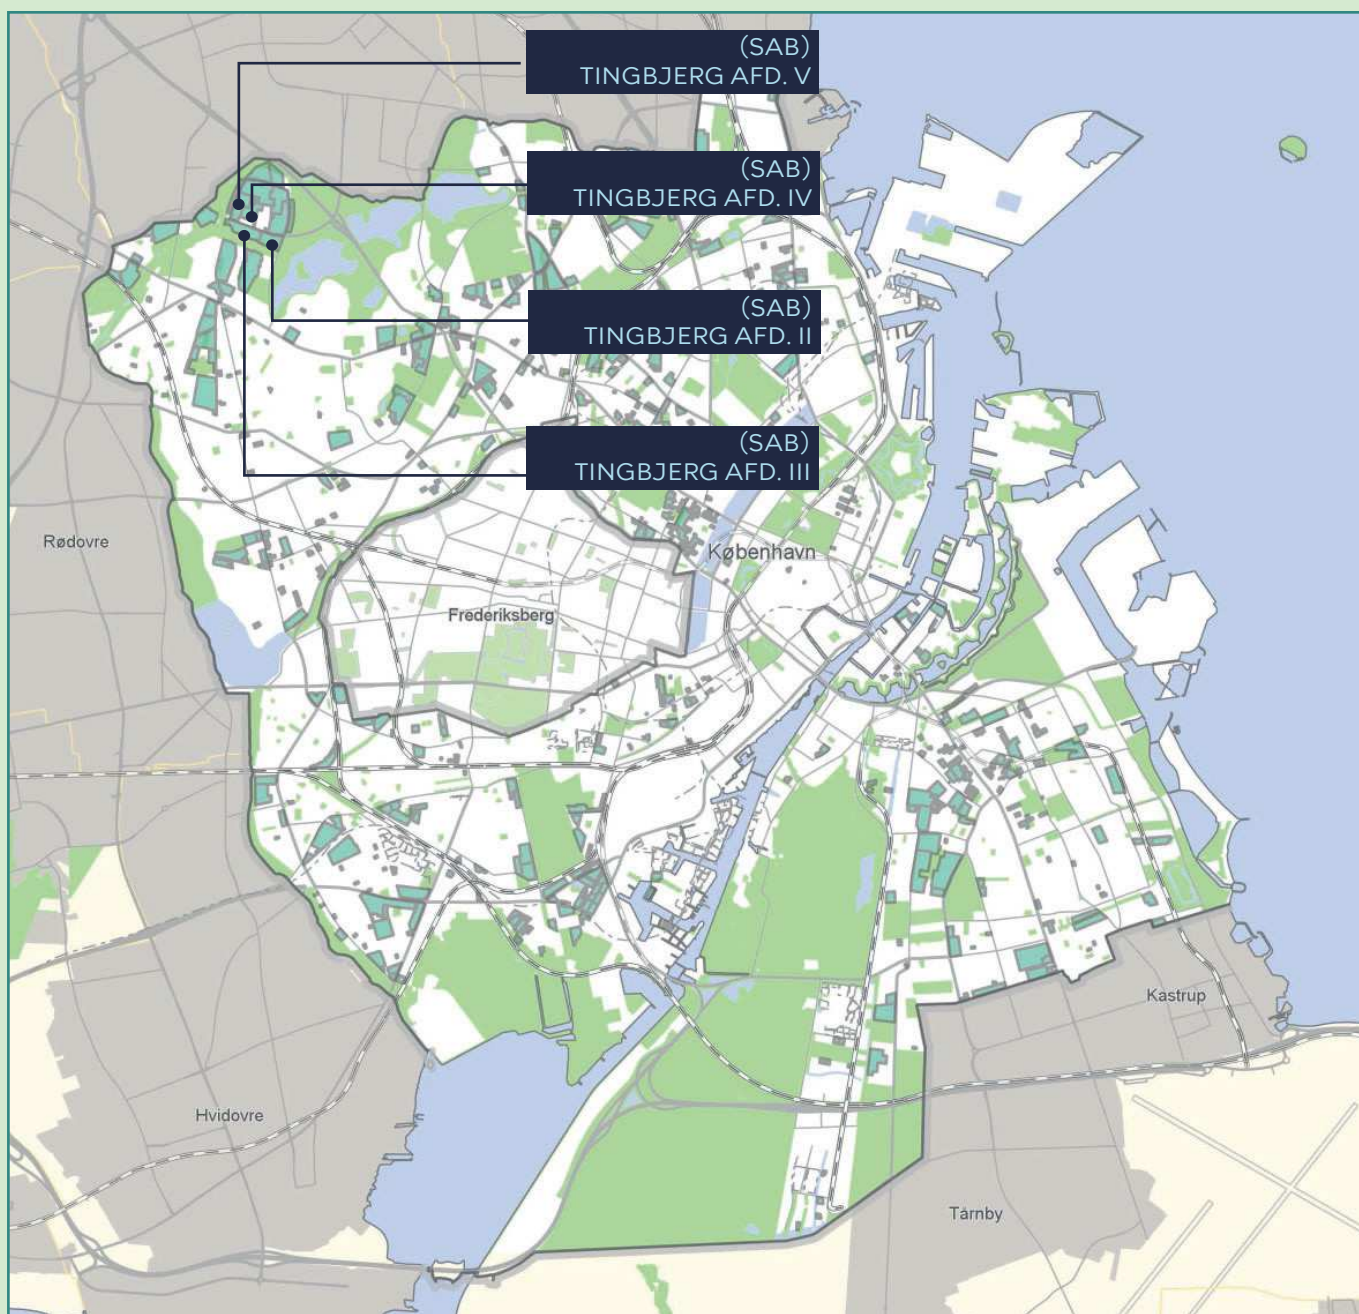 (SAB)
TINGBJERG AFD. V
(SAB)
TINGBJERG AFD. IV
(SAB)
TINGBJERG AFD. II
(SAB)
TINGBJERG AFD. III
Rødovre
København
Frederiksberg
Kastrup
Hvidovre
Tårnby